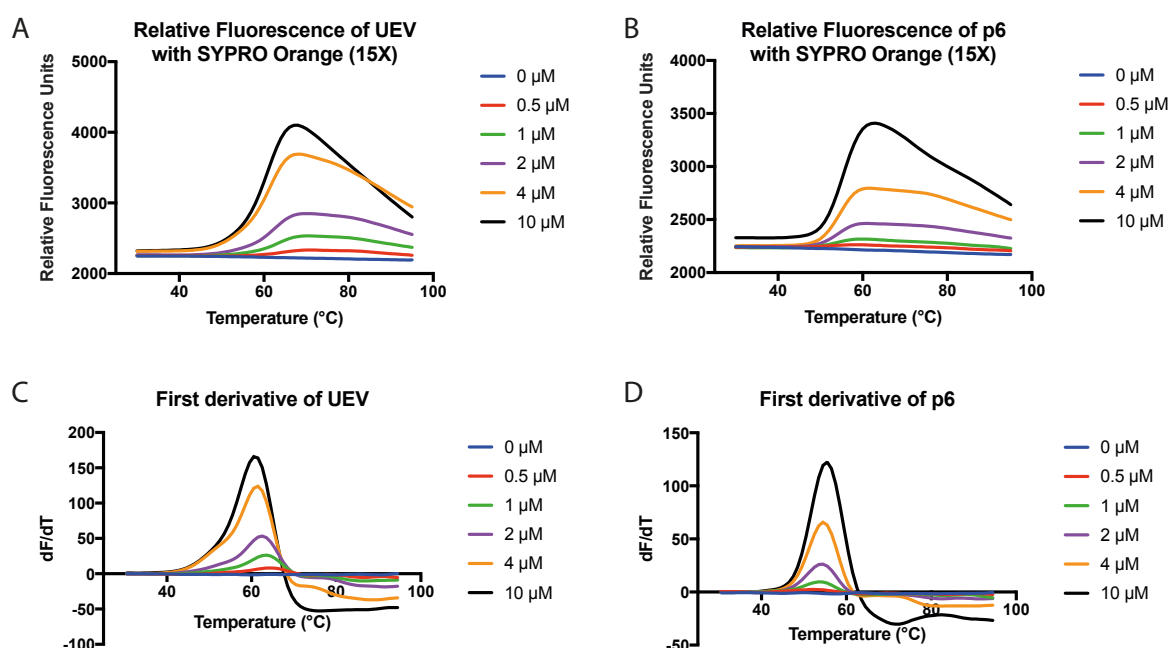 A
Relative Fluorescence of UEV
with SYPRO Orange (15X)
Relative Fluorescence Units
5000
4000
3000
2000
40
60
80
100
Temperature (°C)
0 µM
0.5 µM
1 µM
2 µM
4 µM
10 µM
B
Relative Fluorescence of p6
with SYPRO Orange (15X)
Relative Fluorescence Units
4000
3500
3000
2500
2000
40
60
80
100
Temperature (°C)
0 µM
0.5 µM
1 µM
2 µM
4 µM
10 µM
C
First derivative of UEV
dF/dT
200
150
100
50
0
-50
-100
40
60
80
100
Temperature (°C)
0 µM
0.5 µM
1 µM
2 µM
4 µM
10 µM
D
First derivative of p6
dF/dT
150
100
50
0
-50
40
60
80
100
Temperature (°C)
0 µM
0.5 µM
1 µM
2 µM
4 µM
10 µM